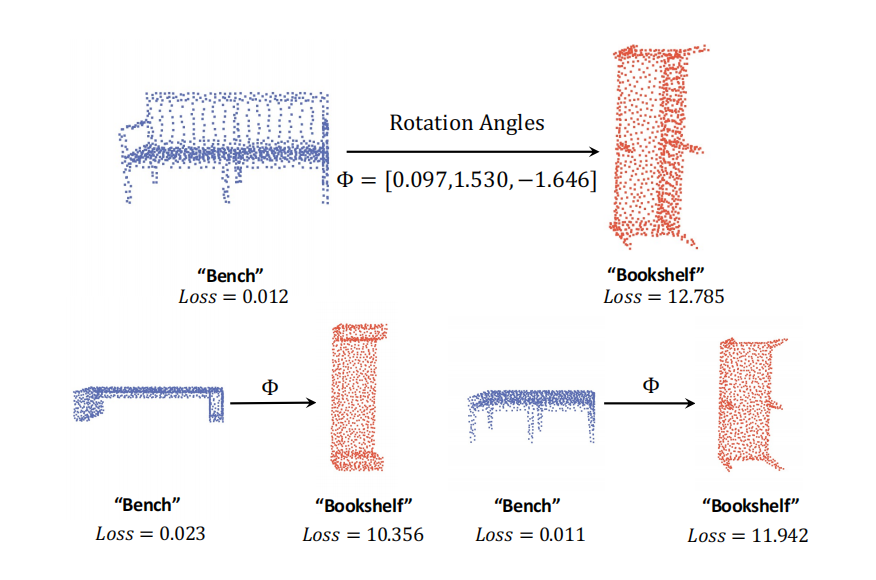 Rotation Angles
Φ = [0.097,1.530, −1.646]
“Bench”
Loss = 0.012
“Bookshelf”
Loss = 12.785
Φ
Φ
“Bench”
Loss = 0.023
“Bookshelf”
Loss = 10.356
“Bench”
Loss = 0.011
“Bookshelf”
Loss = 11.942